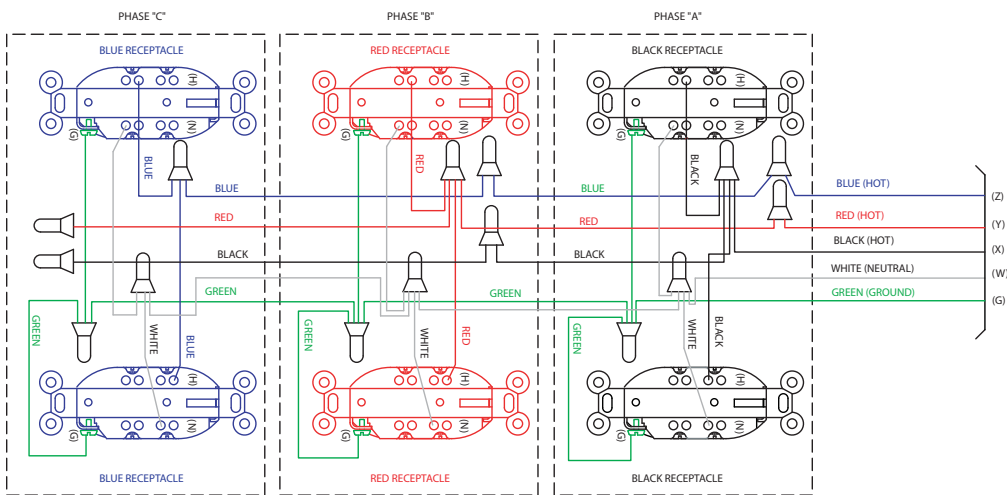 PHASE "C"
PHASE "B"
PHASE "A"
BLUE RECEPTACLE
RED RECEPTACLE
BLACK RECEPTACLE
(H)
(H)
(H)
(G)
(N)
(G)
(N)
(G)
(N)
BLUE
RED
BLACK
BLUE
BLUE
BLUE (HOT)
(Z)
RED
RED
RED (HOT)
(Y)
BLACK
BLACK
BLACK (HOT)
(X)
WHITE (NEUTRAL)
(W)
GREEN
GREEN
GREEN (GROUND)
(G)
GREEN
WHITE
BLUE
GREEN
WHITE
RED
GREEN
WHITE
BLACK
(H)
(H)
(H)
(G)
(N)
(G)
(N)
(G)
(N)
BLUE RECEPTACLE
RED RECEPTACLE
BLACK RECEPTACLE